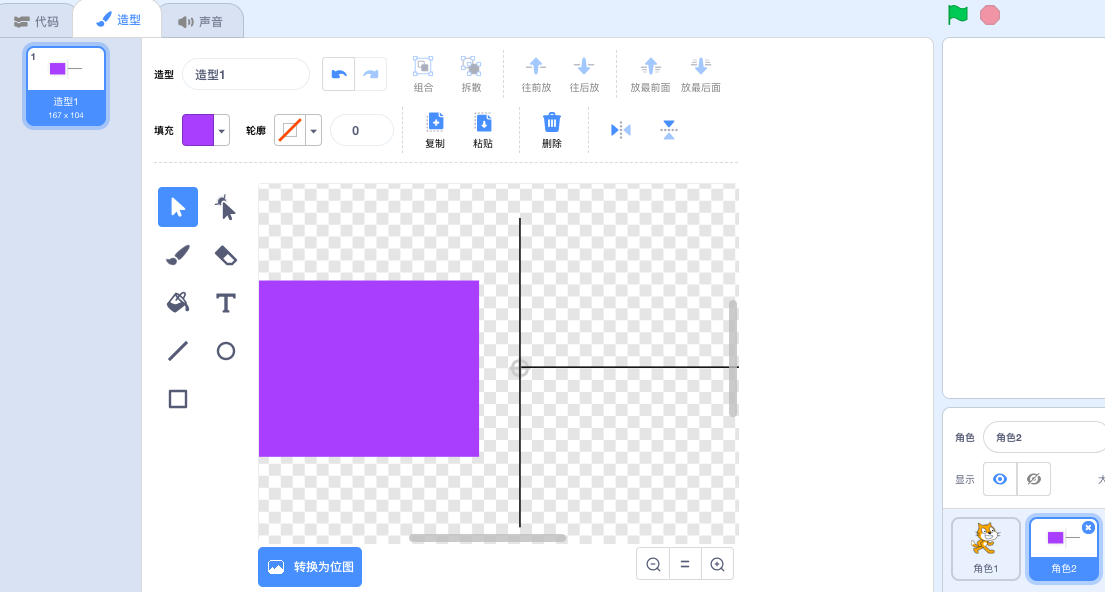 代码
造型
声音
1
造型1
167 x 104
造型
造型1
组合
拆散
往前放
往后放
放最前面
放最后面
填充
轮廓
0
复制
粘贴
删除
转换为位图
角色
角色2
显示
角色1
角色2